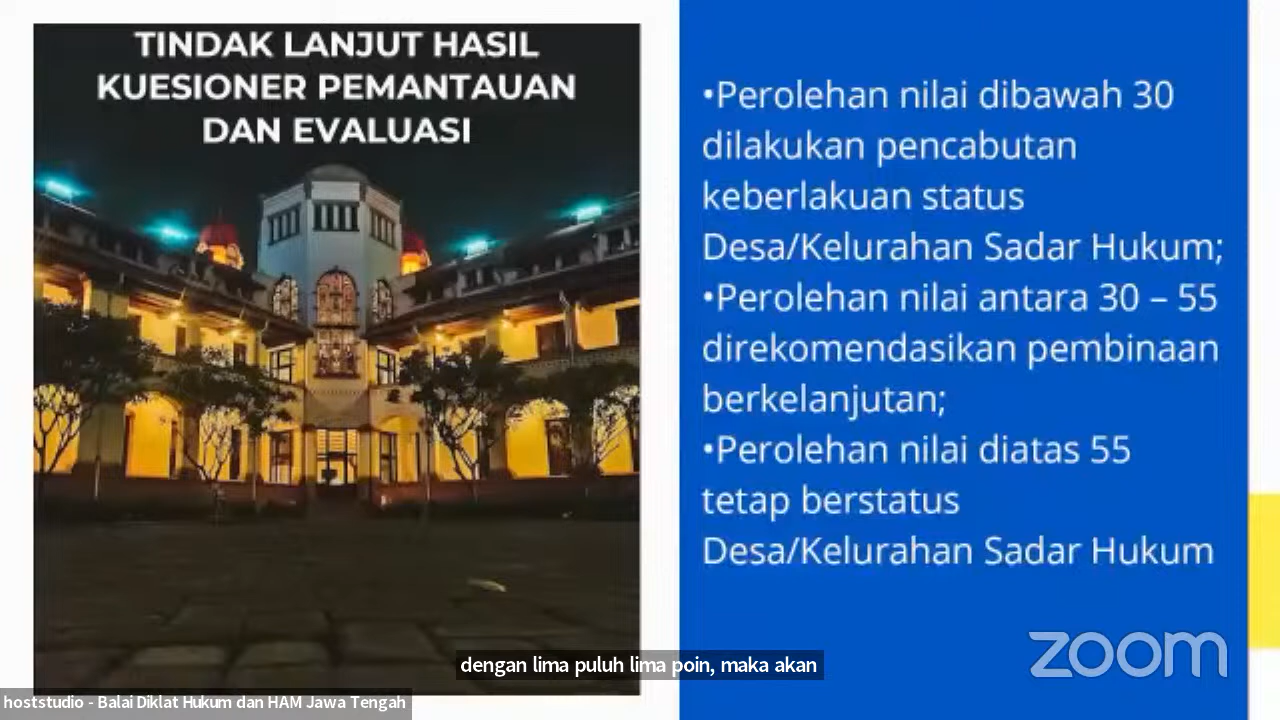 TINDAK LANJUT HASIL
KUESIONER PEMANTAUAN
DAN EVALUASI
•Perolehan nilai dibawah 30
dilakukan pencabutan
keberlakuan status
Desa/Kelurahan Sadar Hukum;
•Perolehan nilai antara 30 – 55
direkomendasikan pembinaan
berkelanjutan;
•Perolehan nilai diatas 55
tetap berstatus
Desa/Kelurahan Sadar Hukum
dengan lima puluh lima poin, maka akan
zoom
hoststudio - Balai Diklat Hukum dan HAM Jawa Tengah